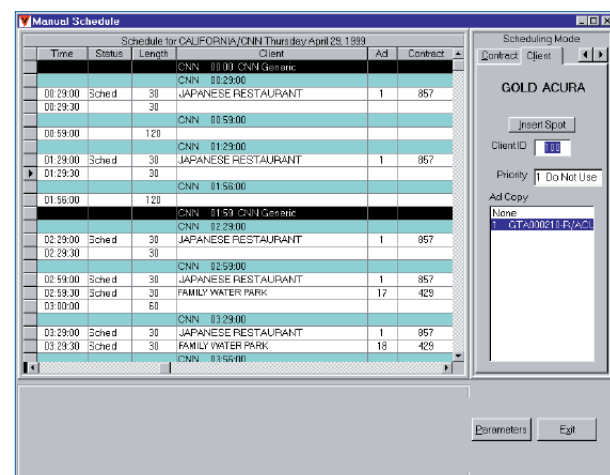 Manual Schedule
Schedule for CALIFORNIA/CNN Thursday April 29, 1999
Time Status Length Client Ad Contract
CNN 00:00 CNN Generic
CNN 00:29:00
00:29:00 Sched 30 JAPANESE RESTAURANT 1 857
00:29:30 30
CNN 00:59:00
00:59:00 120
CNN 01:29:00
01:29:00 Sched 30 JAPANESE RESTAURANT 1 857
01:29:30 30
CNN 01:56:00
01:56:00 120
CNN 01:59 CNN Generic
CNN 02:29:00
02:29:00 Sched 30 JAPANESE RESTAURANT 1 857
02:29:30 30
CNN 02:59:00
02:59:00 Sched 30 JAPANESE RESTAURANT 1 857
02:59:30 Sched 30 FAMILY WATER PARK 17 429
03:00:00 60
CNN 03:29:00
03:29:00 Sched 30 JAPANESE RESTAURANT 1 857
03:29:30 Sched 30 FAMILY WATER PARK 18 429
CNN 03:56:00
Scheduling Mode
Contract Client
GOLD ACURA
Insert Spot
Client ID 100
Priority 1 Do Not Use
Ad Copy
None
1 GTA000210-R/ACU
Parameters Exit